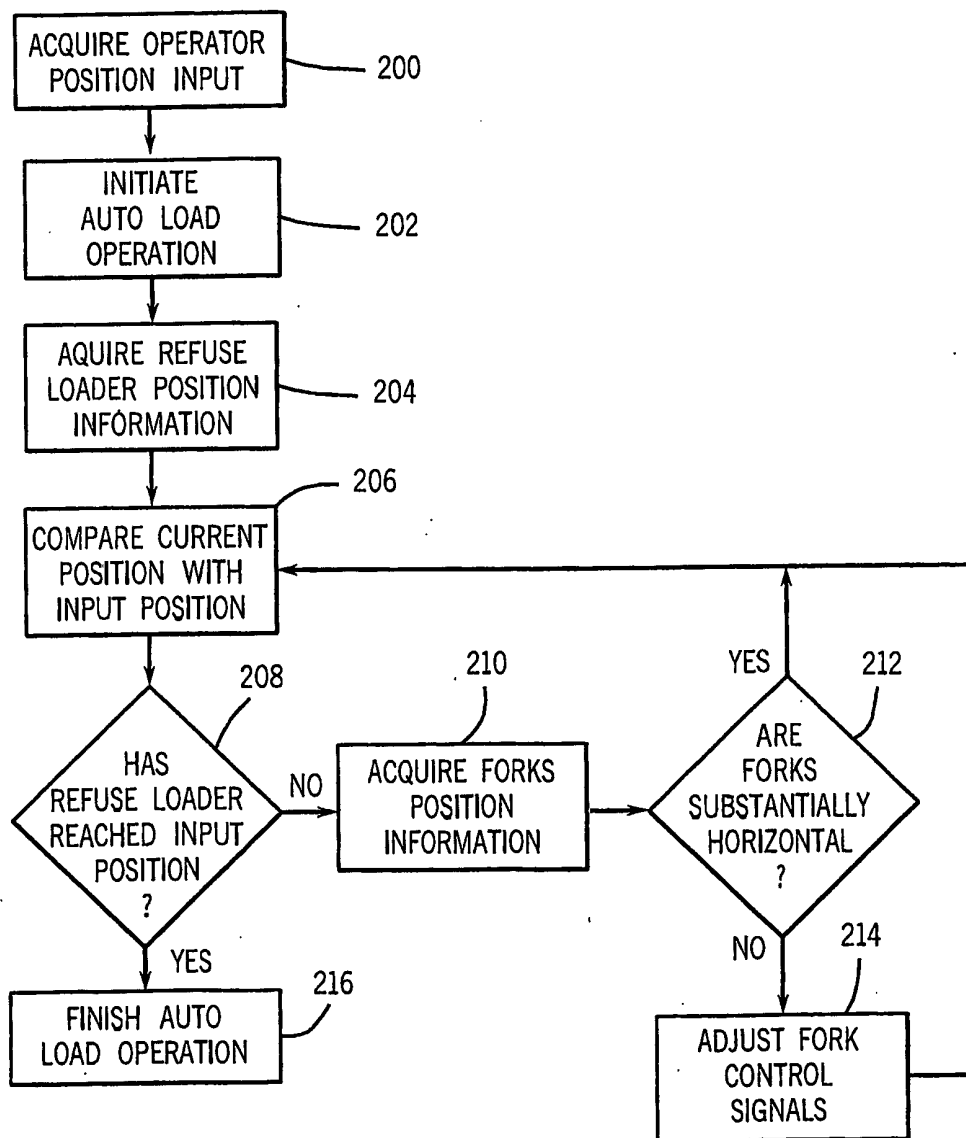 ACQUIRE OPERATOR
POSITION INPUT
200
INITIATE
AUTO LOAD
OPERATION
202
AQUIRE REFUSE
LOADER POSITION
INFORMATION
204
206
COMPARE CURRENT
POSITION WITH
INPUT POSITION
208
HAS
REFUSE LOADER
REACHED INPUT
POSITION
?
NO
210
ACQUIRE FORKS
POSITION
INFORMATION
YES
212
ARE
FORKS
SUBSTANTIALLY
HORIZONTAL
?
NO
214
ADJUST FORK
CONTROL
SIGNALS
YES
216
FINISH AUTO
LOAD OPERATION